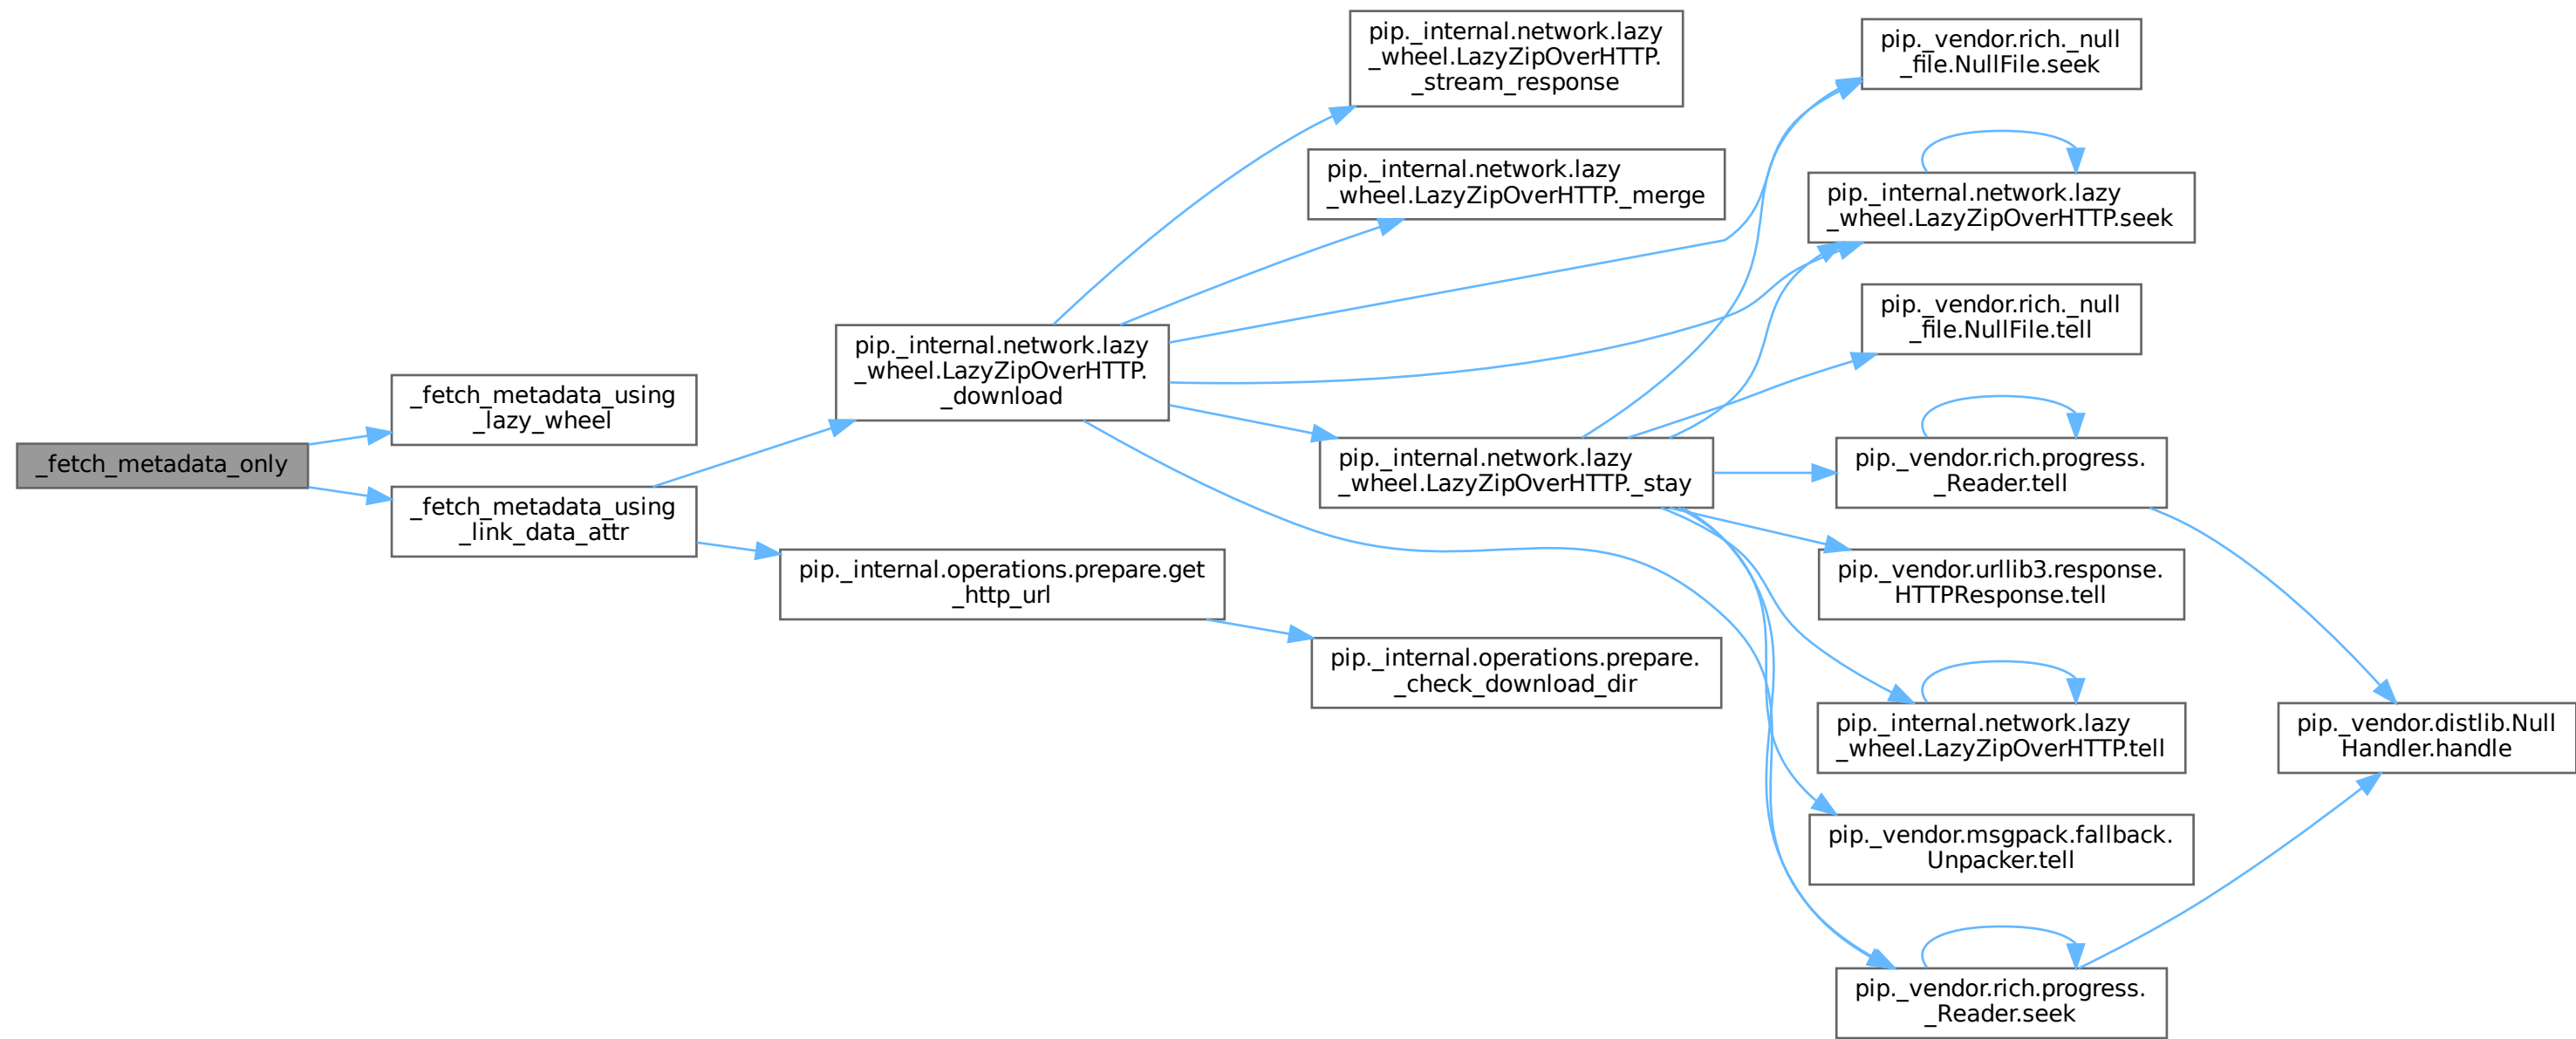 _fetch_metadata_only
_fetch_metadata_using
_lazy_wheel
_fetch_metadata_using
_link_data_attr
pip._internal.network.lazy
_wheel.LazyZipOverHTTP.
_download
pip._internal.operations.prepare.get
_http_url
pip._internal.network.lazy
_wheel.LazyZipOverHTTP.
_stream_response
pip._internal.network.lazy
_wheel.LazyZipOverHTTP._merge
pip._internal.network.lazy
_wheel.LazyZipOverHTTP._stay
pip._internal.operations.prepare.
_check_download_dir
pip._vendor.rich._null
_file.NullFile.seek
pip._internal.network.lazy
_wheel.LazyZipOverHTTP.seek
pip._vendor.rich._null
_file.NullFile.tell
pip._vendor.rich.progress.
_Reader.tell
pip._vendor.urllib3.response.
HTTPResponse.tell
pip._internal.network.lazy
_wheel.LazyZipOverHTTP.tell
pip._vendor.msgpack.fallback.
Unpacker.tell
pip._vendor.rich.progress.
_Reader.seek
pip._vendor.distlib.Null
Handler.handle